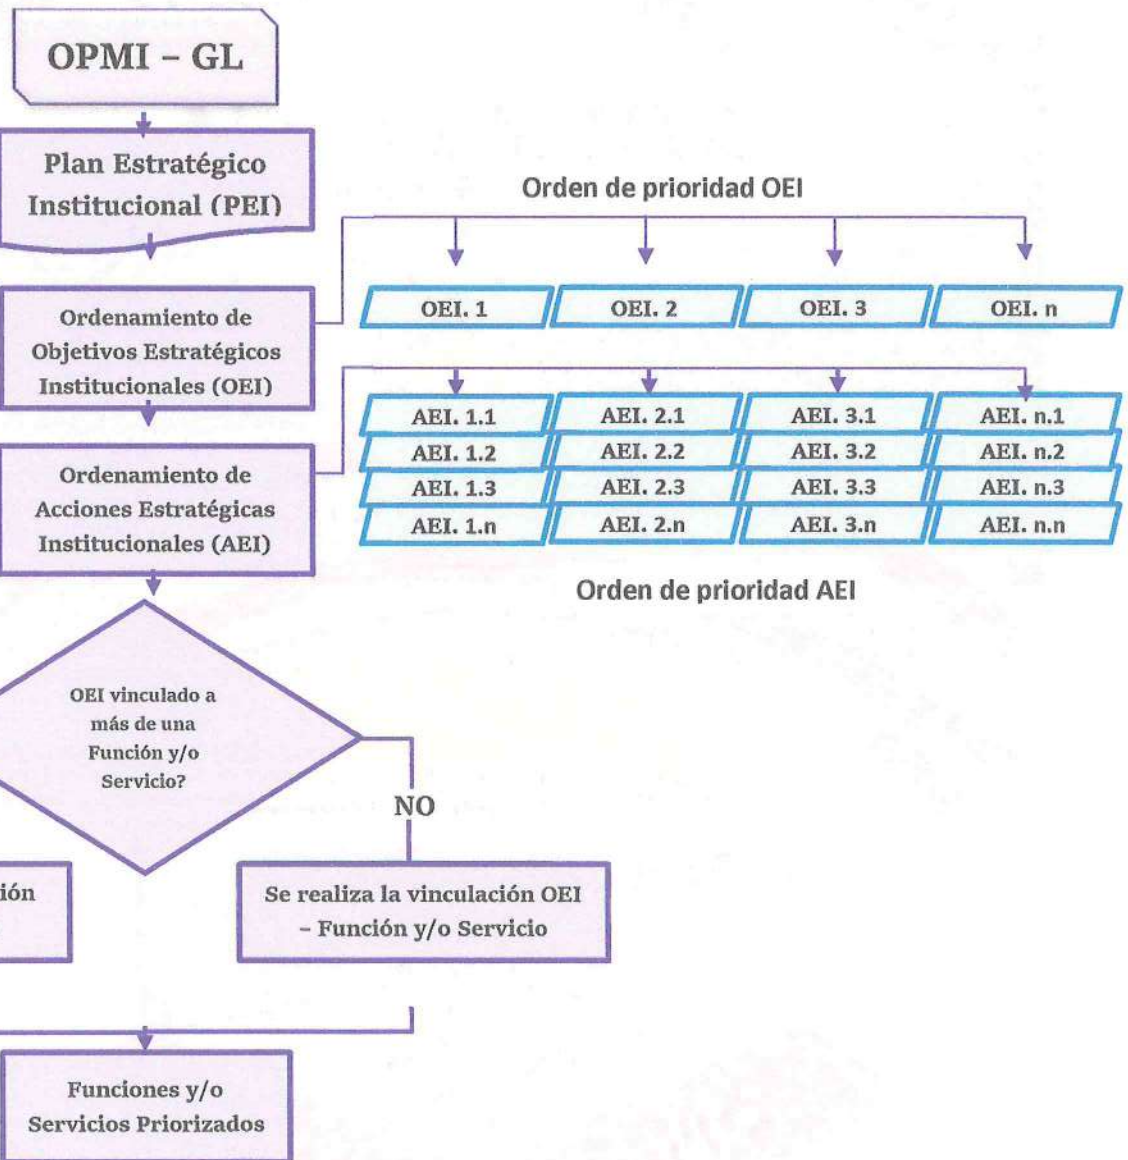 OPMI – GL
Plan Estratégico
Institucional (PEI)
Orden de prioridad OEI
Ordenamiento de
Objetivos Estratégicos
Institucionales (OEI)
OEI. 1
OEI. 2
OEI. 3
OEI. n
Ordenamiento de
Acciones Estratégicas
Institucionales (AEI)
AEI. 1.1
AEI. 2.1
AEI. 3.1
AEI. n.1
AEI. 1.2
AEI. 2.2
AEI. 3.2
AEI. n.2
AEI. 1.3
AEI. 2.3
AEI. 3.3
AEI. n.3
AEI. 1.n
AEI. 2.n
AEI. 3.n
AEI. n.n
Orden de prioridad AEI
OEI vinculado a
más de una
Función y/o
Servicio?
NO
ión
Se realiza la vinculación OEI
– Función y/o Servicio
Funciones y/o
Servicios Priorizados